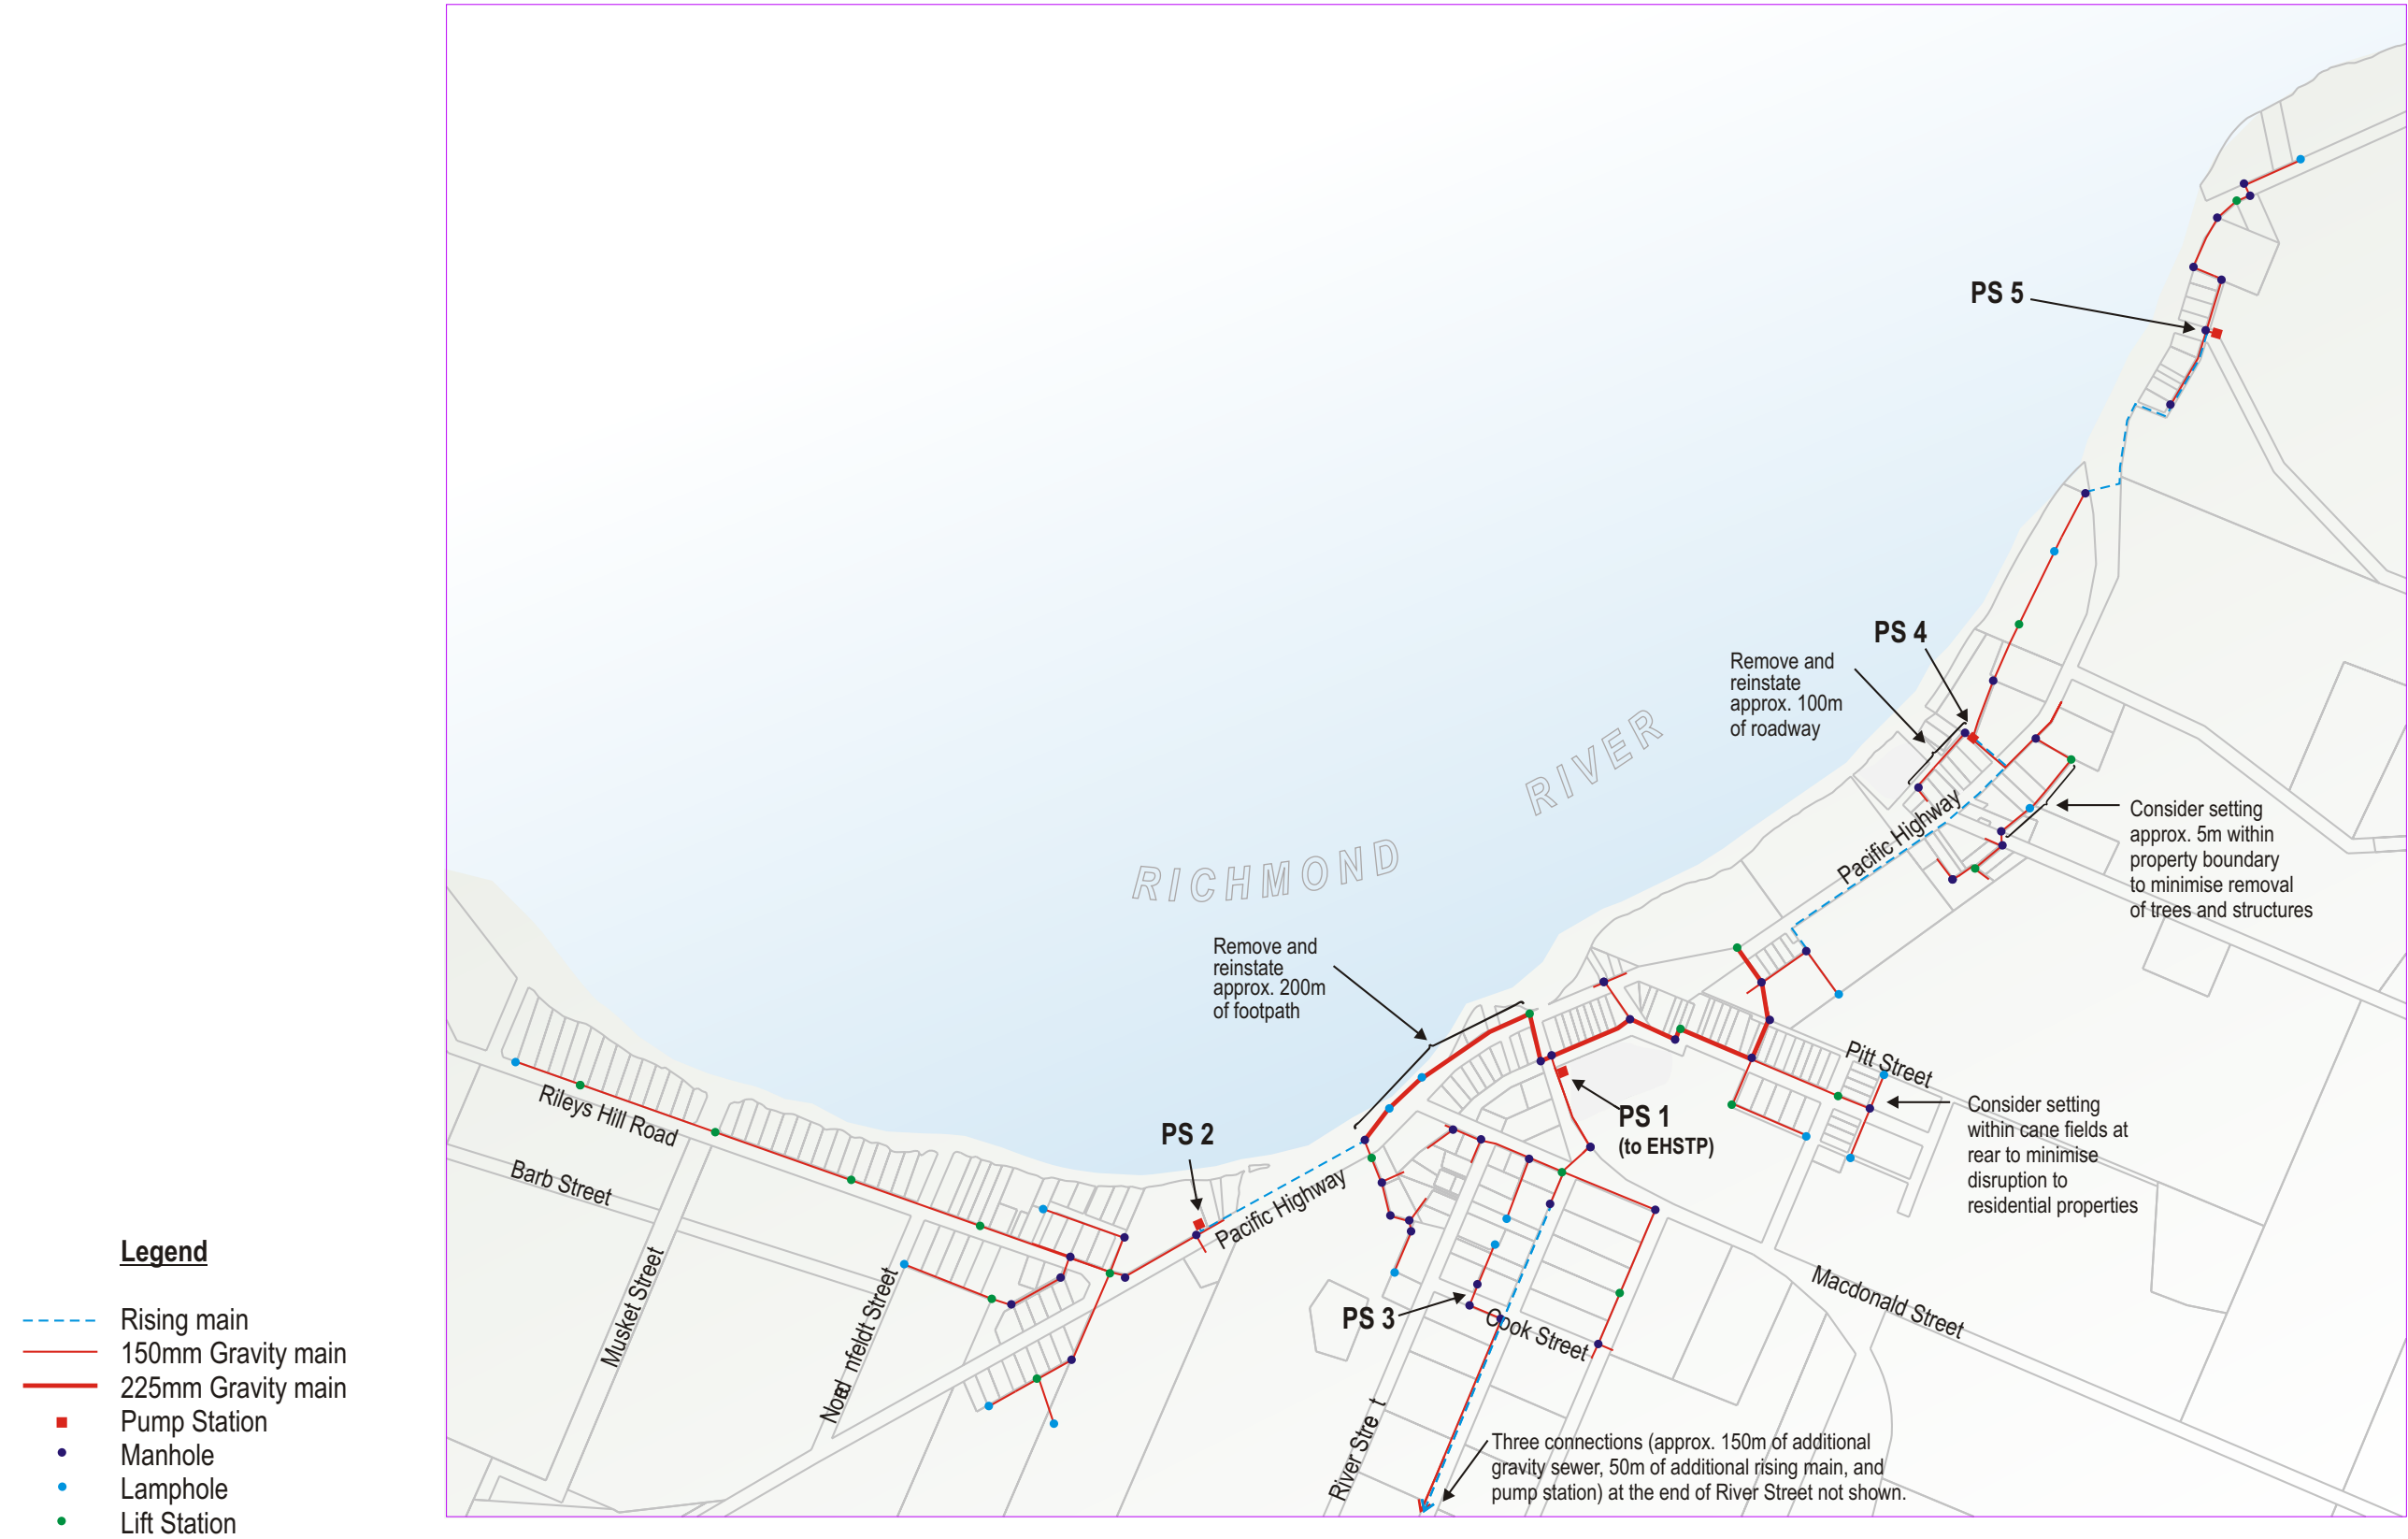 PS 5
PS 4
Remove and
reinstate
approx. 100m
of roadway
RICHMOND RIVER
Pacific Highway
Consider setting
approx. 5m within
property boundary
to minimise removal
of trees and structures
Remove and
reinstate
approx. 200m
of footpath
Pitt Street
Consider setting
within cane fields at
rear to minimise
disruption to
residential properties
PS 1
(to EHSTP)
PS 2
Pacific Highway
Rileys Hill Road
Barb Street
Musket Street
nfeldt Street
PS 3
Cook Street
Macdonald Street
River Stre t
Three connections (approx. 150m of additional
gravity sewer, 50m of additional rising main, and
pump station) at the end of River Street not shown.
Legend
Rising main
150mm Gravity main
225mm Gravity main
Pump Station
Manhole
Lamphole
Lift Station